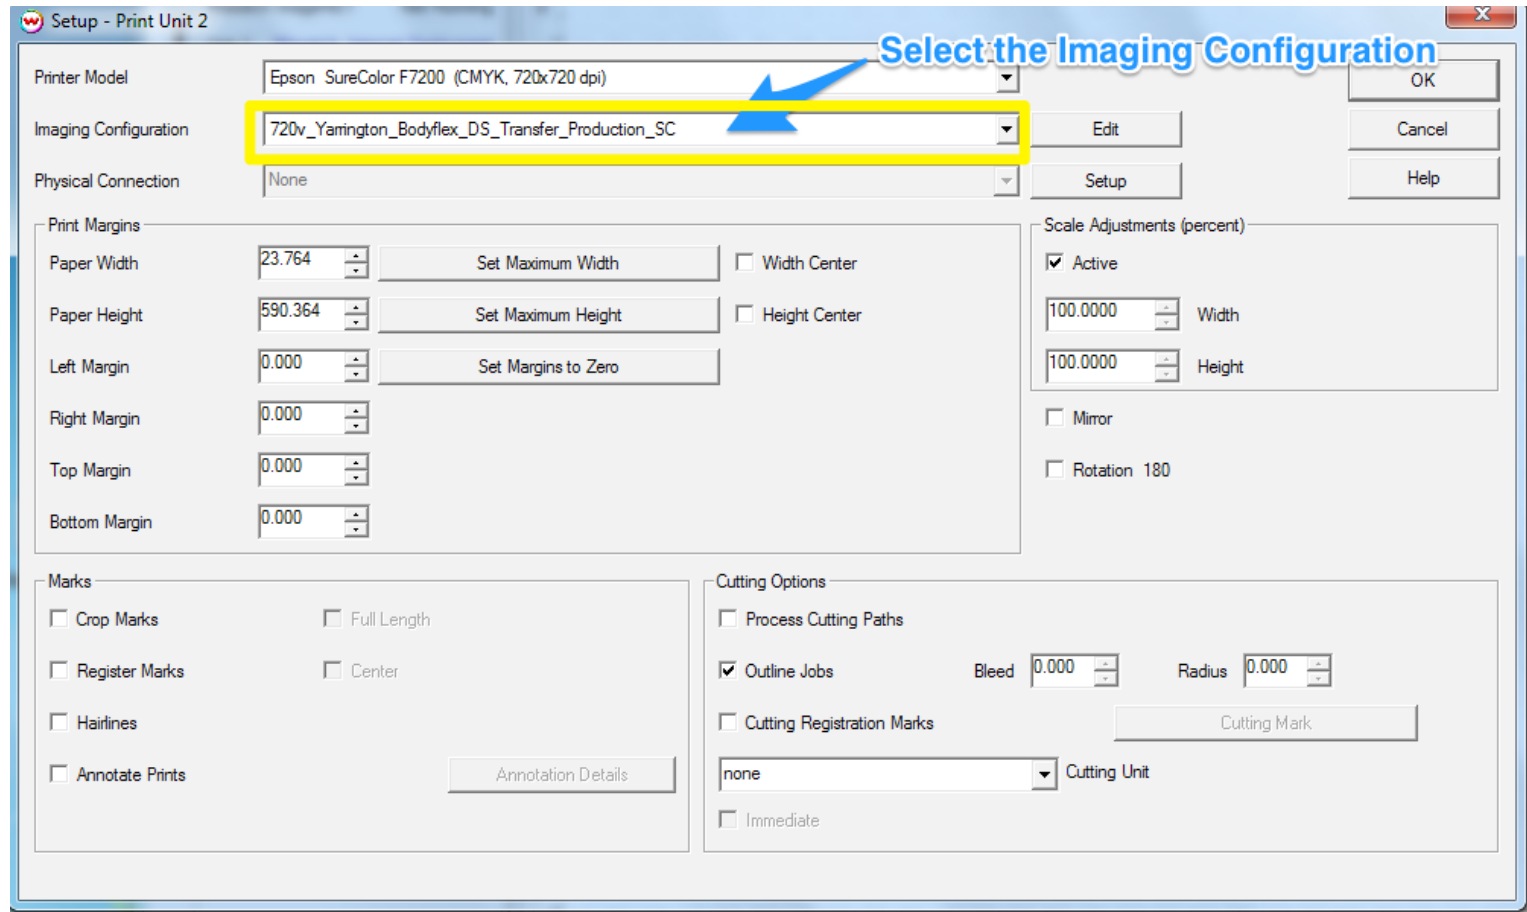 Setup - Print Unit 2
X
Select the Imaging Configuration
Printer Model
Epson SureColor F7200 (CMYK, 720x720 dpi)
OK
Imaging Configuration
720v_Yarrington_Bodyflex_DS_Transfer_Production_SC
Edit
Cancel
Physical Connection
None
Setup
Help
Print Margins
Paper Width
23.764
Set Maximum Width
Width Center
Paper Height
590.364
Set Maximum Height
Height Center
Left Margin
0.000
Set Margins to Zero
Right Margin
0.000
Top Margin
0.000
Bottom Margin
0.000
Scale Adjustments (percent)
Active
100.0000
Width
100.0000
Height
Mirror
Rotation 180
Marks
Crop Marks
Full Length
Register Marks
Center
Hairlines
Annotate Prints
Annotation Details
Cutting Options
Process Cutting Paths
Outline Jobs
Bleed
0.000
Radius
0.000
Cutting Registration Marks
Cutting Mark
none
Cutting Unit
Immediate